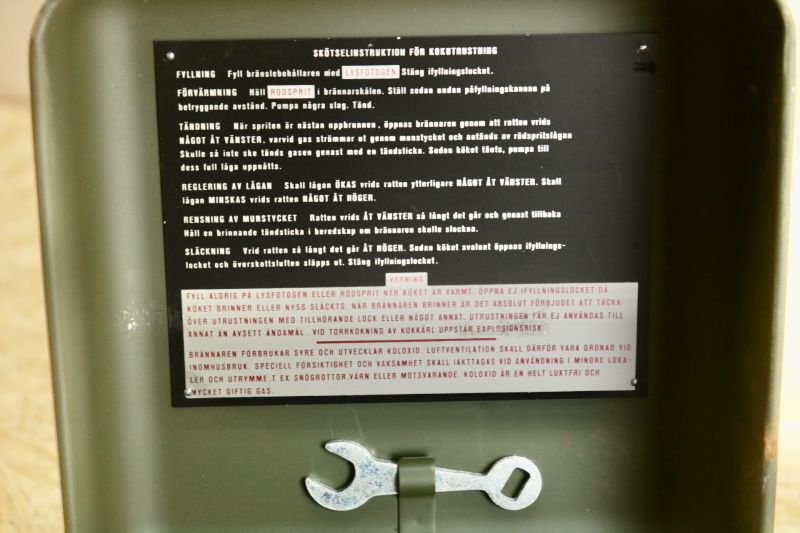 SKÖTSELINSTRUKTION FÖR KOKUTRUSTNING
FYLLNING Fyll bränslebehållaren med LYSFOTOGEN Stäng ifyllningslocket.
FÖRVÄRMNING Häll RÖDSPRIT i brännarskålen. Ställ sedan undan påfyllningskannan på
betryggande avstånd. Pumpa några slag. Tänd.
TÄNDNING När spriten är nästan uppbrunnen, öppnas brännaren genom att ratten vrids
NÅGOT ÅT VÄNSTER, varvid gas strömmar ut genom munstycket och antänds av rödspritslågan
Skulle så inte ske tänds gasen genast med en tändsticka. Sedan köket tänts, pumpa till
dess full låga uppnåtts.
REGLERING AV LÅGAN Skall lågan ÖKAS vrids ratten ytterligare NÅGOT ÅT VÄNSTER. Skall
lågan MINSKAS vrids ratten NÅGOT ÅT HÖGER.
RENSNING AV MUNSTYCKET Ratten vrids ÅT VÄNSTER så långt det går och genast tillbaka
Håll en brinnande tändsticka i beredskap om brännaren skulle slockna.
SLÄCKNING Vrid ratten så långt det går ÅT HÖGER. Sedan köket svalnat öppnas ifyllnings-
locket och överskottsluften släpps ut. Stäng ifyllningslocket.
VARNING
FYLL ALDRIG PÅ LYSFOTOGEN ELLER RÖDSPRIT NÄR KÖKET ÄR VARMT. ÖPPNA EJ IFYLLNINGSLOCKET DÅ
KÖKET BRINNER ELLER NYSS SLÄCKTS. NÄR BRÄNNAREN BRINNER ÄR DET ABSOLUT FÖRBJUDET ATT TÄCKA
ÖVER UTRUSTNINGEN MED TILLHÖRANDE LOCK ELLER NÅGOT ANNAT. UTRUSTNINGEN FÅR EJ ANVÄNDAS TILL
ANNAT ÄN AVSETT ÄNDAMÅL. VID TORRKOKNING AV KOKKÄRL UPPSTÅR EXPLOSIONSRISK
BRÄNNAREN FÖRBRUKAR SYRE OCH UTVECKLAR KOLOXID. LUFTVENTILATION SKALL DÄRFÖR VARA ORDNAD VID
INOMHUSBRUK. SPECIELL FÖRSIKTIGHET OCH VAKSAMHET SKALL IAKTTAGAS VID ANVÄNDNING I MINDRE LOKA-
LER OCH UTRYMME.T EX SNÖGROTTOR.VÄRN ELLER MOTSVARANDE. KOLOXID ÄR EN HELT LUKTFRI OCH
MYCKET GIFTIG GAS.